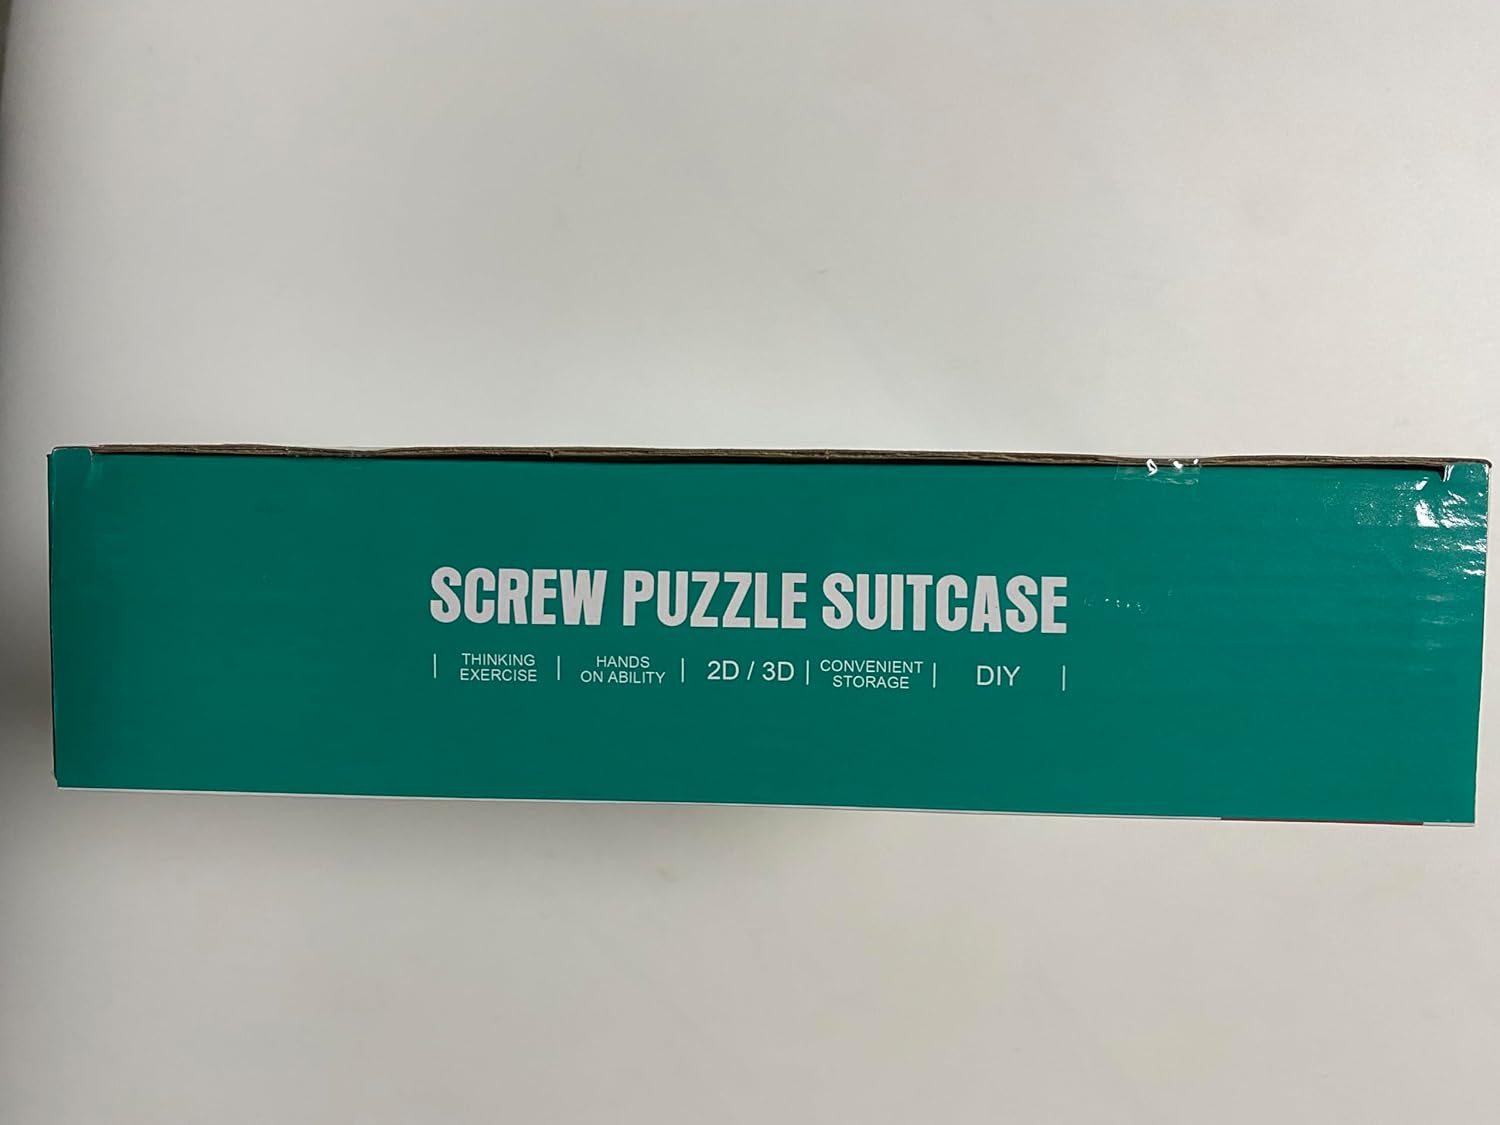 SCREW PUZZLE SUITCASE
| THINKING EXERCISE | HANDS ON ABILITY | 2D / 3D | CONVENIENT STORAGE | DIY |